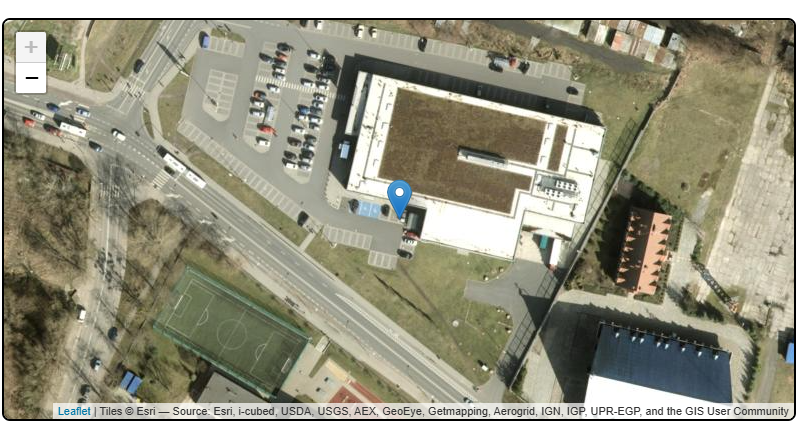 +
−
Leaflet | Tiles © Esri — Source: Esri, i-cubed, USDA, USGS, AEX, GeoEye, Getmapping, Aerogrid, IGN, IGP, UPR-EGP, and the GIS User Community